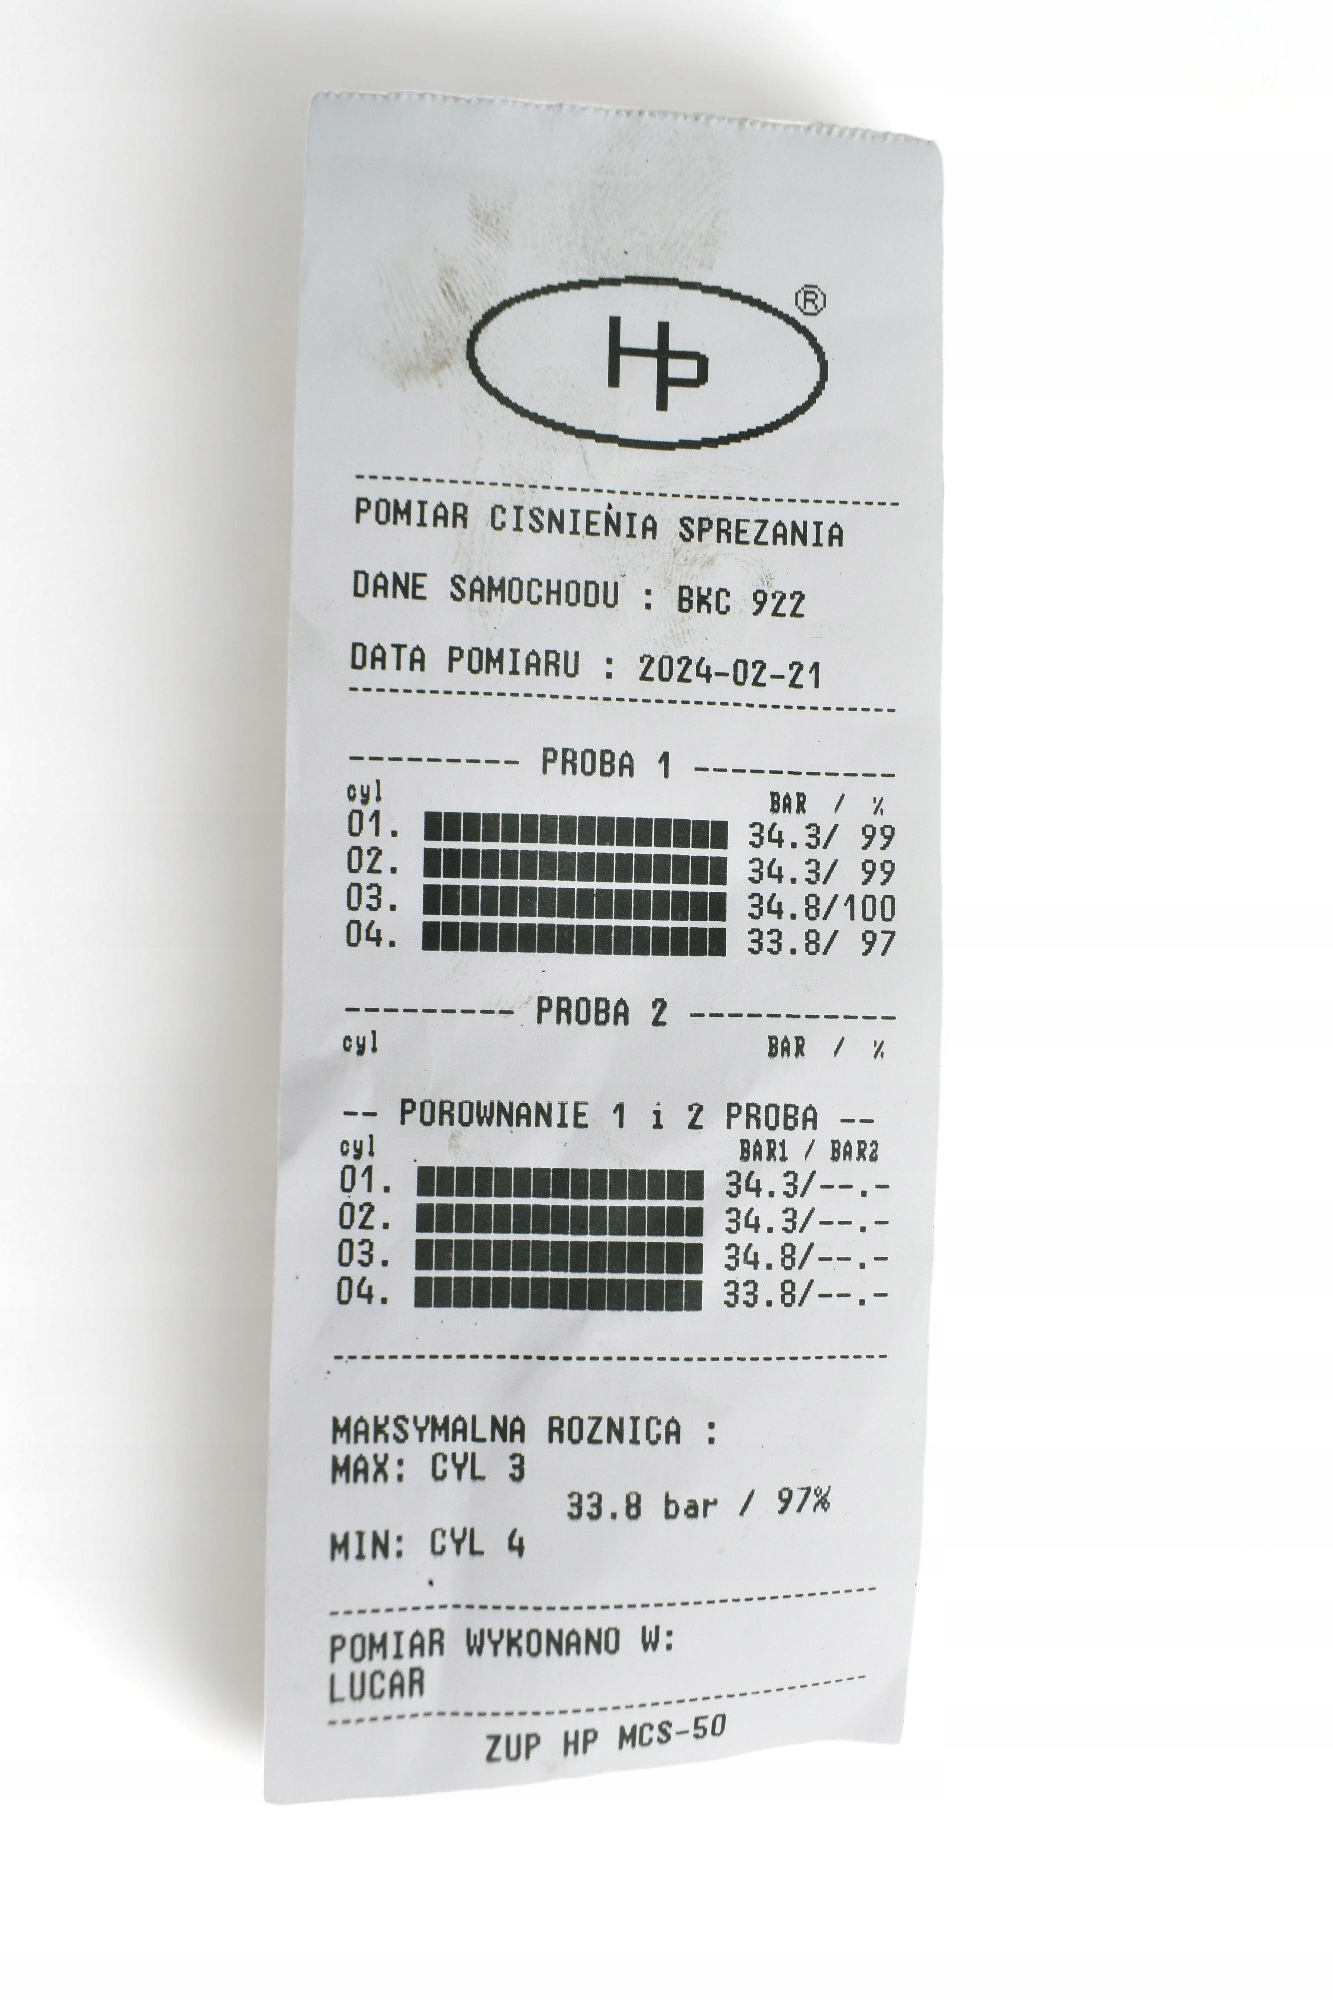 HP ®
POMIAR CISNIENIA SPREZANIA
DANE SAMOCHODU : BKC 922
DATA POMIARU : 2024-02-21
--------- PROBA 1 -----------
cyl BAR / %
01. 34.3/ 99
02. 34.3/ 99
03. 34.8/100
04. 33.8/ 97
--------- PROBA 2 -----------
cyl BAR / %
-- POROWNANIE 1 i 2 PROBA --
cyl BAR1 / BAR2
01. 34.3/--.-
02. 34.3/--.-
03. 34.8/--.-
04. 33.8/--.-
MAKSYMALNA ROZNICA :
MAX: CYL 3
33.8 bar / 97%
MIN: CYL 4
POMIAR WYKONANO W:
LUCAR
ZUP HP MCS-50